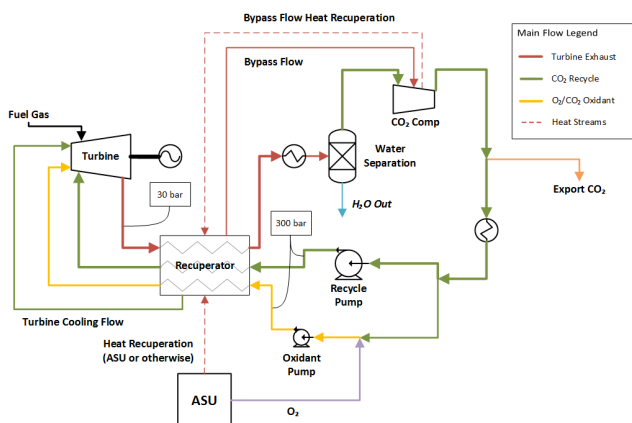 Bypass Flow Heat Recuperation
Bypass Flow
Main Flow Legend
Turbine Exhaust
CO₂ Recycle
O₂/CO₂ Oxidant
Heat Streams
Fuel Gas
Turbine
CO₂ Comp
Water
Separation
Export CO₂
30 bar
H₂O Out
300 bar
Recuperator
Recycle
Pump
Turbine Cooling Flow
Heat Recuperation
(ASU or otherwise)
Oxidant
Pump
ASU
O₂